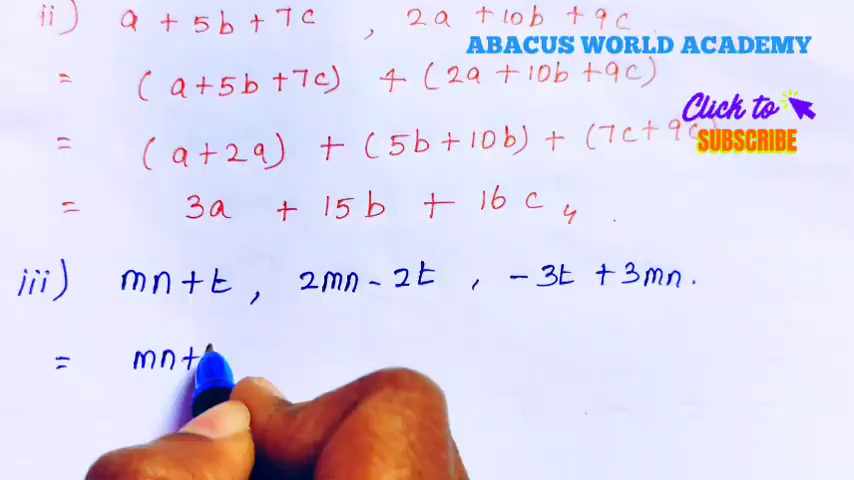 ii) a + 5b + 7c , 2a + 10b + 9c
ABACUS WORLD ACADEMY
= (a+5b+7c) + (2a+10b+9c)
Click to
SUBSCRIBE
= (a+2a) + (5b+10b) + (7c+9c)
= 3a + 15b + 16c
iii) mn+t , 2mn-2t , -3t +3mn.
= mn+